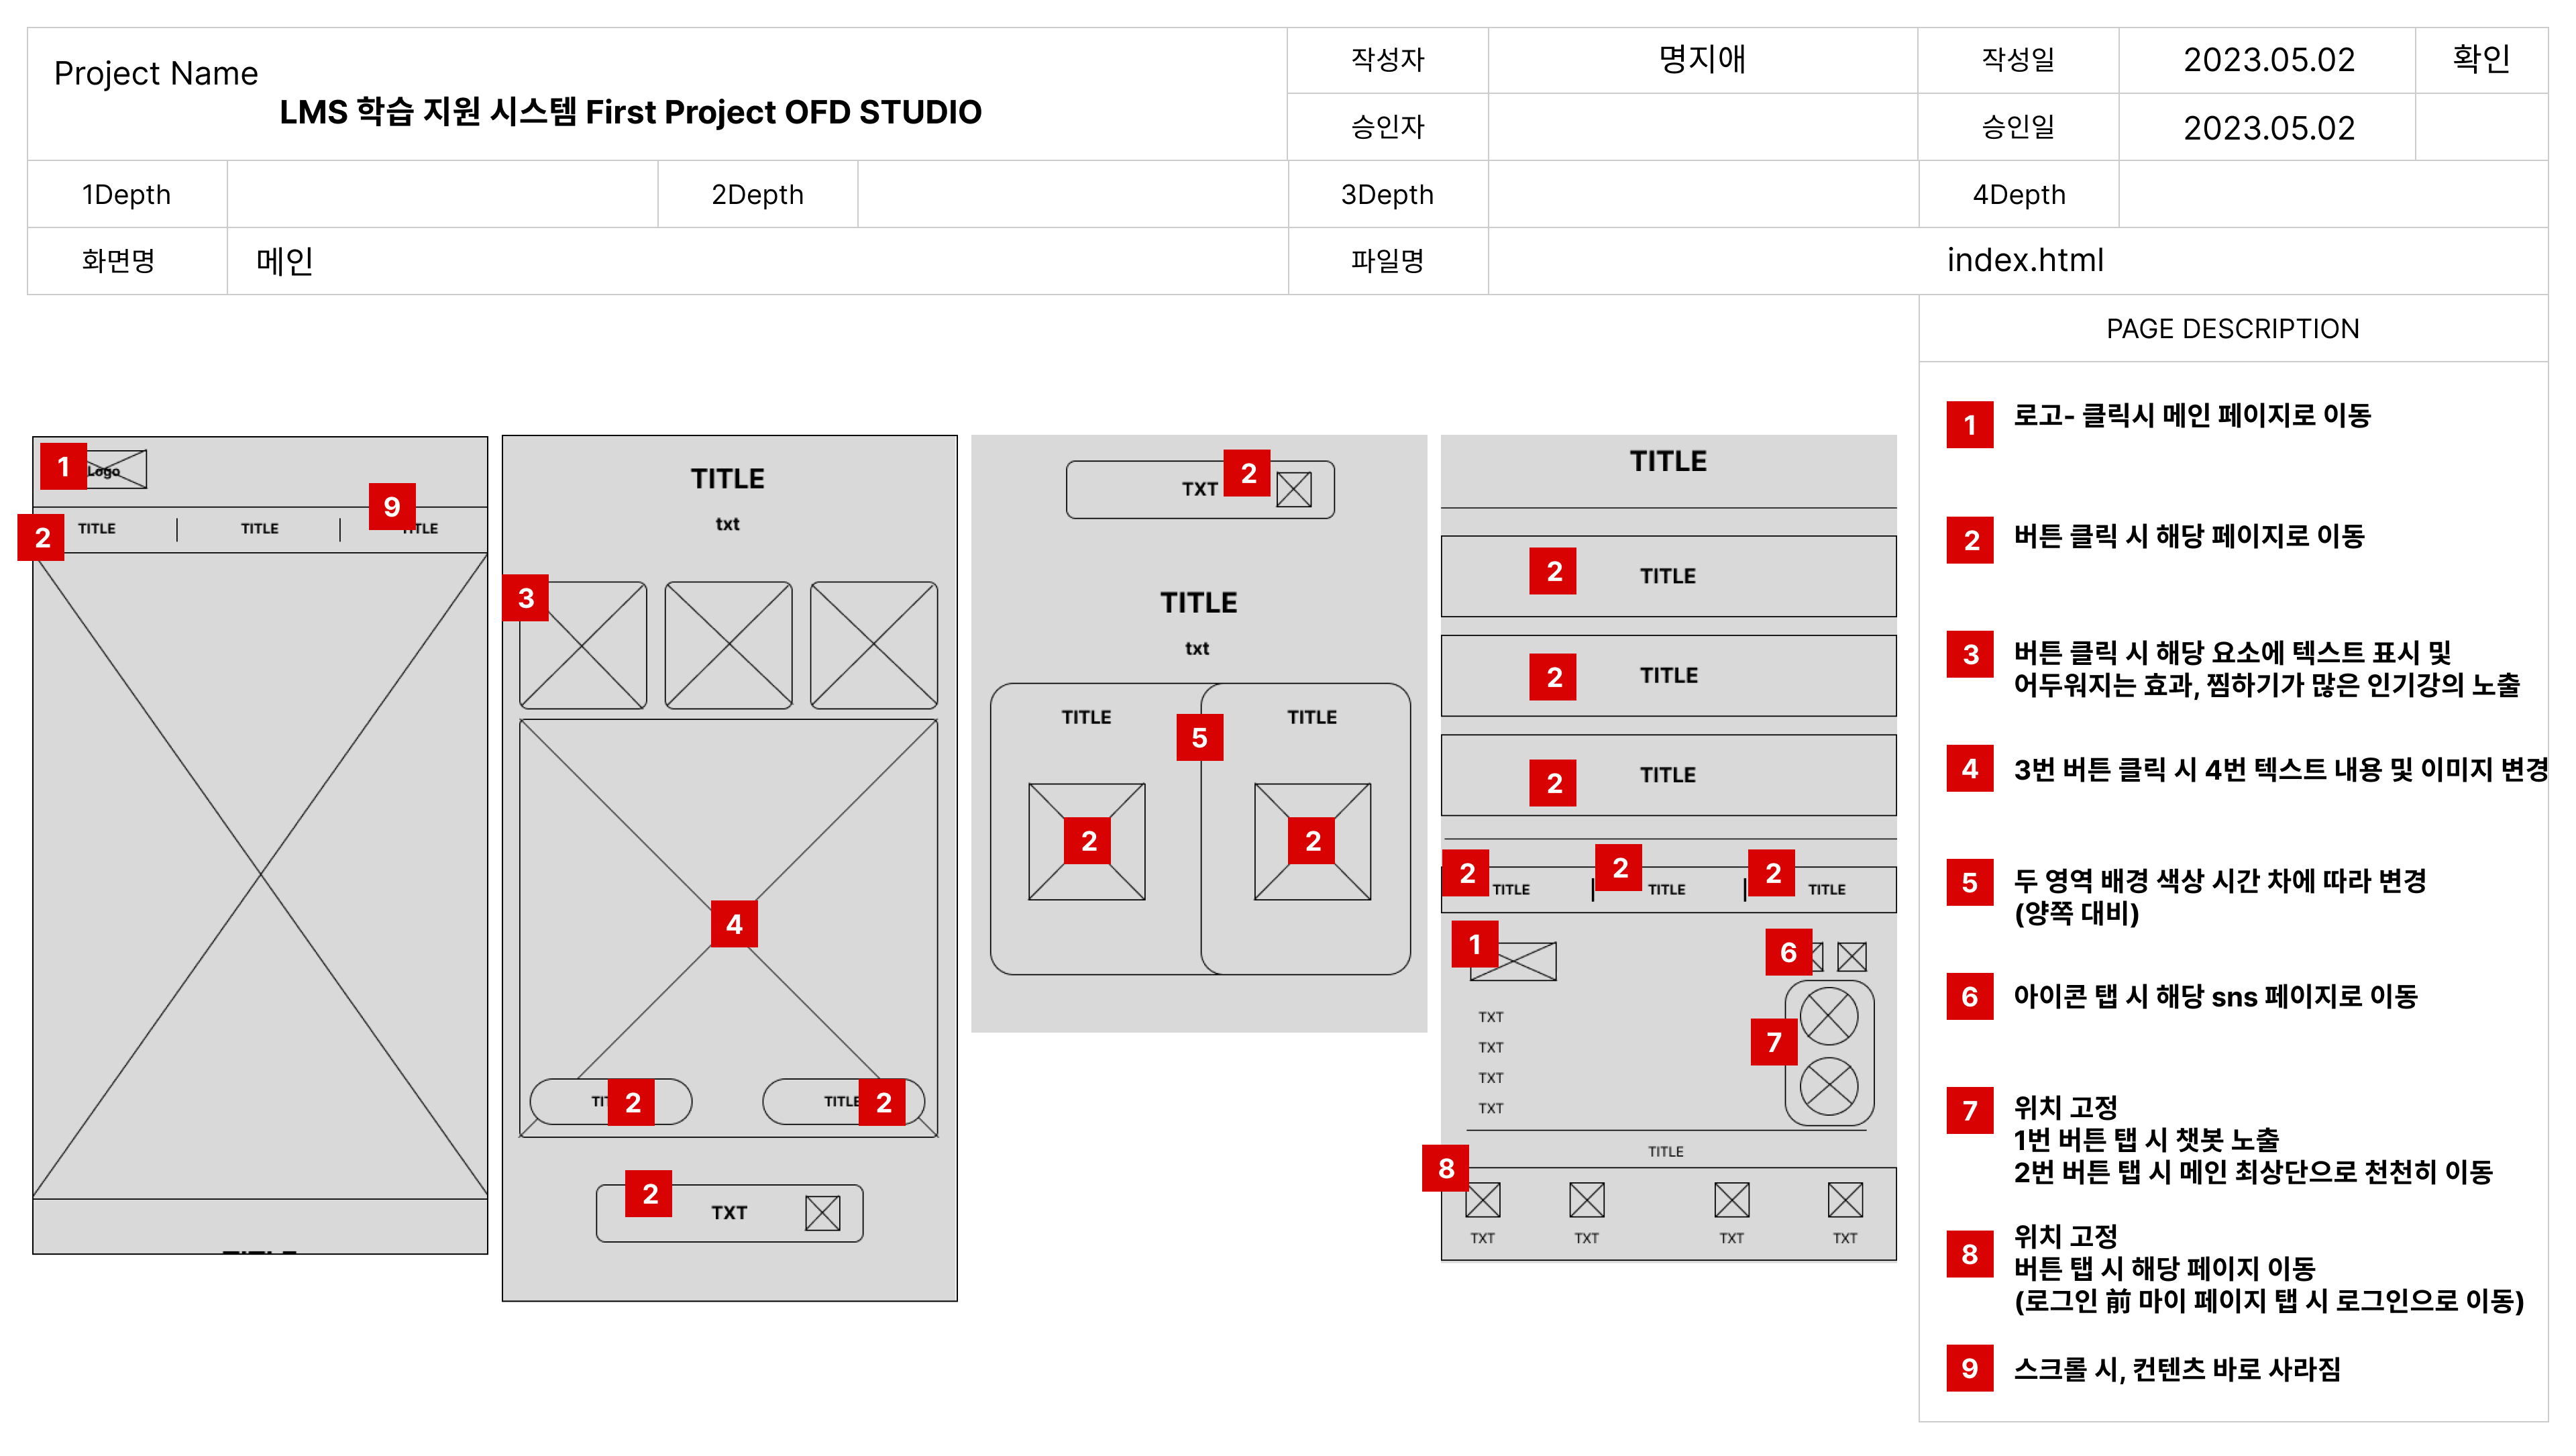 Project Name
LMS 학습 지원 시스템 First Project OFD STUDIO
작성자
명지애
작성일
2023.05.02
확인
승인자
승인일
2023.05.02
1Depth
2Depth
3Depth
4Depth
화면명
메인
파일명
index.html
1
Logo
9
2
TITLE
TITLE
TITLE
TITLE
txt
3
4
2
2
TITLE
2
TXT
TXT
2
TITLE
txt
TITLE
TITLE
5
2
2
TITLE
2
TITLE
2
TITLE
2
TITLE
2
2
2
TITLE
TITLE
TITLE
1
6
TXT
7
TXT
TXT
TXT
TITLE
8
TXT
TXT
TXT
TXT
PAGE DESCRIPTION
1 로고- 클릭시 메인 페이지로 이동
2 버튼 클릭 시 해당 페이지로 이동
3 버튼 클릭 시 해당 요소에 텍스트 표시 및
어두워지는 효과, 찜하기가 많은 인기강의 노출
4 3번 버튼 클릭 시 4번 텍스트 내용 및 이미지 변경
5 두 영역 배경 색상 시간 차에 따라 변경
(양쪽 대비)
6 아이콘 탭 시 해당 sns 페이지로 이동
7 위치 고정
1번 버튼 탭 시 챗봇 노출
2번 버튼 탭 시 메인 최상단으로 천천히 이동
8 위치 고정
버튼 탭 시 해당 페이지 이동
(로그인 前 마이 페이지 탭 시 로그인으로 이동)
9 스크롤 시, 컨텐츠 바로 사라짐